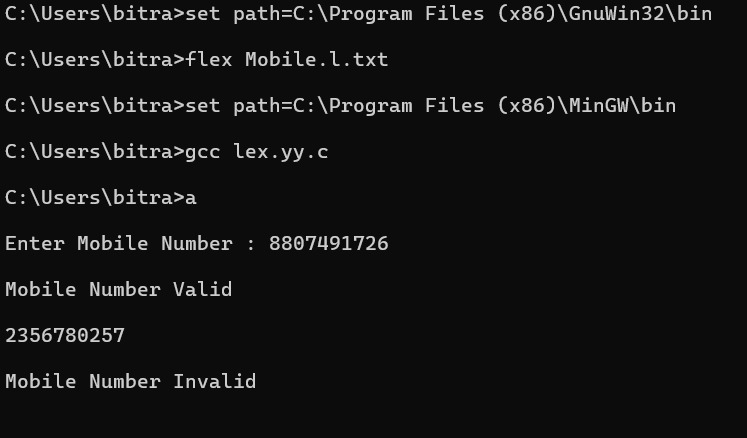 C:\Users\bitra>set path=C:\Program Files (x86)\GnuWin32\bin
C:\Users\bitra>flex Mobile.l.txt
C:\Users\bitra>set path=C:\Program Files (x86)\MinGW\bin
C:\Users\bitra>gcc lex.yy.c
C:\Users\bitra>a
Enter Mobile Number : 8807491726
Mobile Number Valid
2356780257
Mobile Number Invalid